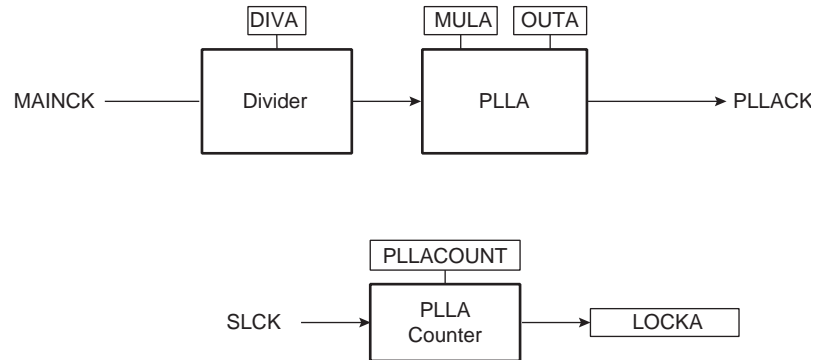 DIVA
MULA
OUTA
MAINCK
Divider
PLLA
PLLACK
PLLACOUNT
SLCK
PLLA
Counter
LOCKA